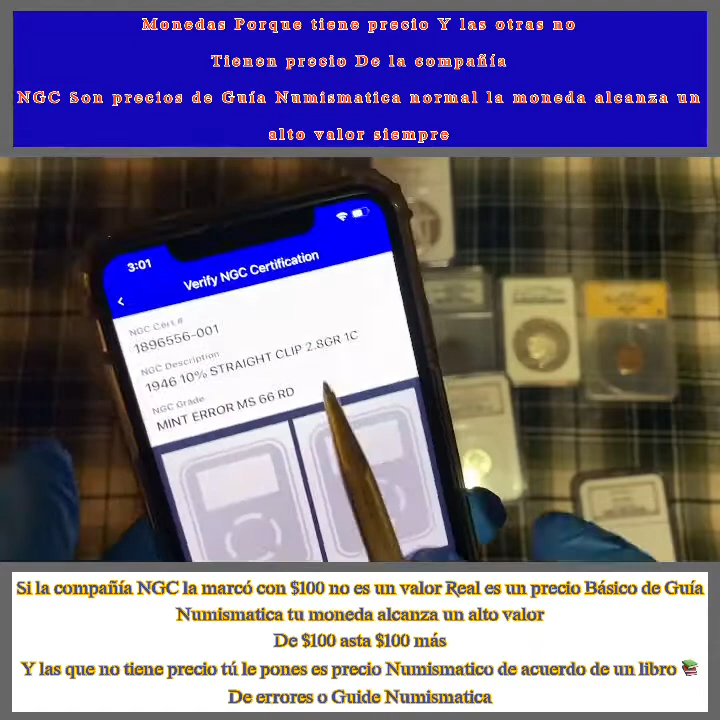 Monedas Porque tiene precio Y las otras no
Tienen precio De la compañía
NGC Son precios de Guía Numismatica normal la moneda alcanza un
alto valor siempre
3:01
Verify NGC Certification
NGC Cert #
1896556-001
NGC Description
1946 10% STRAIGHT CLIP 2.8GR 1C
NGC Grade
MINT ERROR MS 66 RD
Si la compañía NGC la marcó con $100 no es un valor Real es un precio Básico de Guía
Numismatica tu moneda alcanza un alto valor
De $100 asta $100 más
Y las que no tiene precio tú le pones es precio Numismatico de acuerdo de un libro 📚
De errores o Guide Numismatica